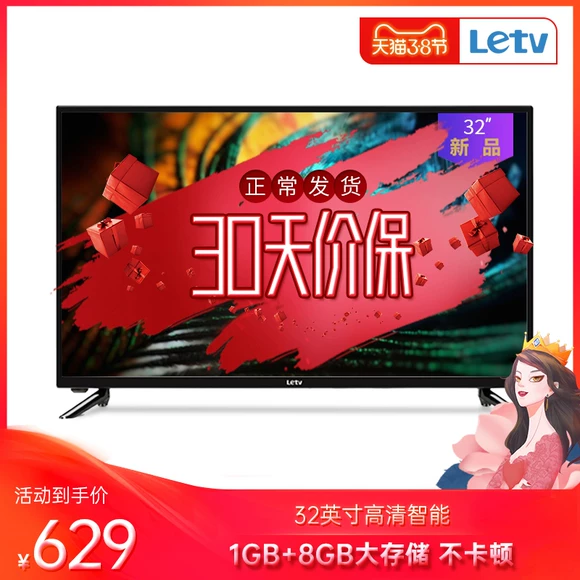 天猫3.8节 Letv
32"
新品
正常发货
30天价保
Letv
活动到手价
¥629
32英寸高清智能
1GB+8GB大存储 不卡顿